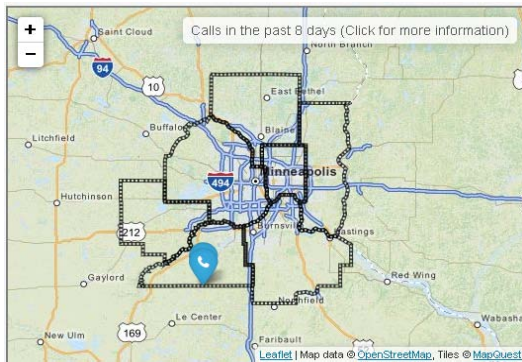 +
−
Calls in the past 8 days (Click for more information)
Saint Cloud
North Branch
94
10
East Bethel
Buffalo
Blaine
Litchfield
Minneapolis
494
Hutchinson
212
Burnsville
Hastings
Gaylord
Red Wing
Northfield
Le Center
Wabasha
169
New Ulm
Faribault
52
Leaflet | Map data © OpenStreetMap, Tiles © MapQuest